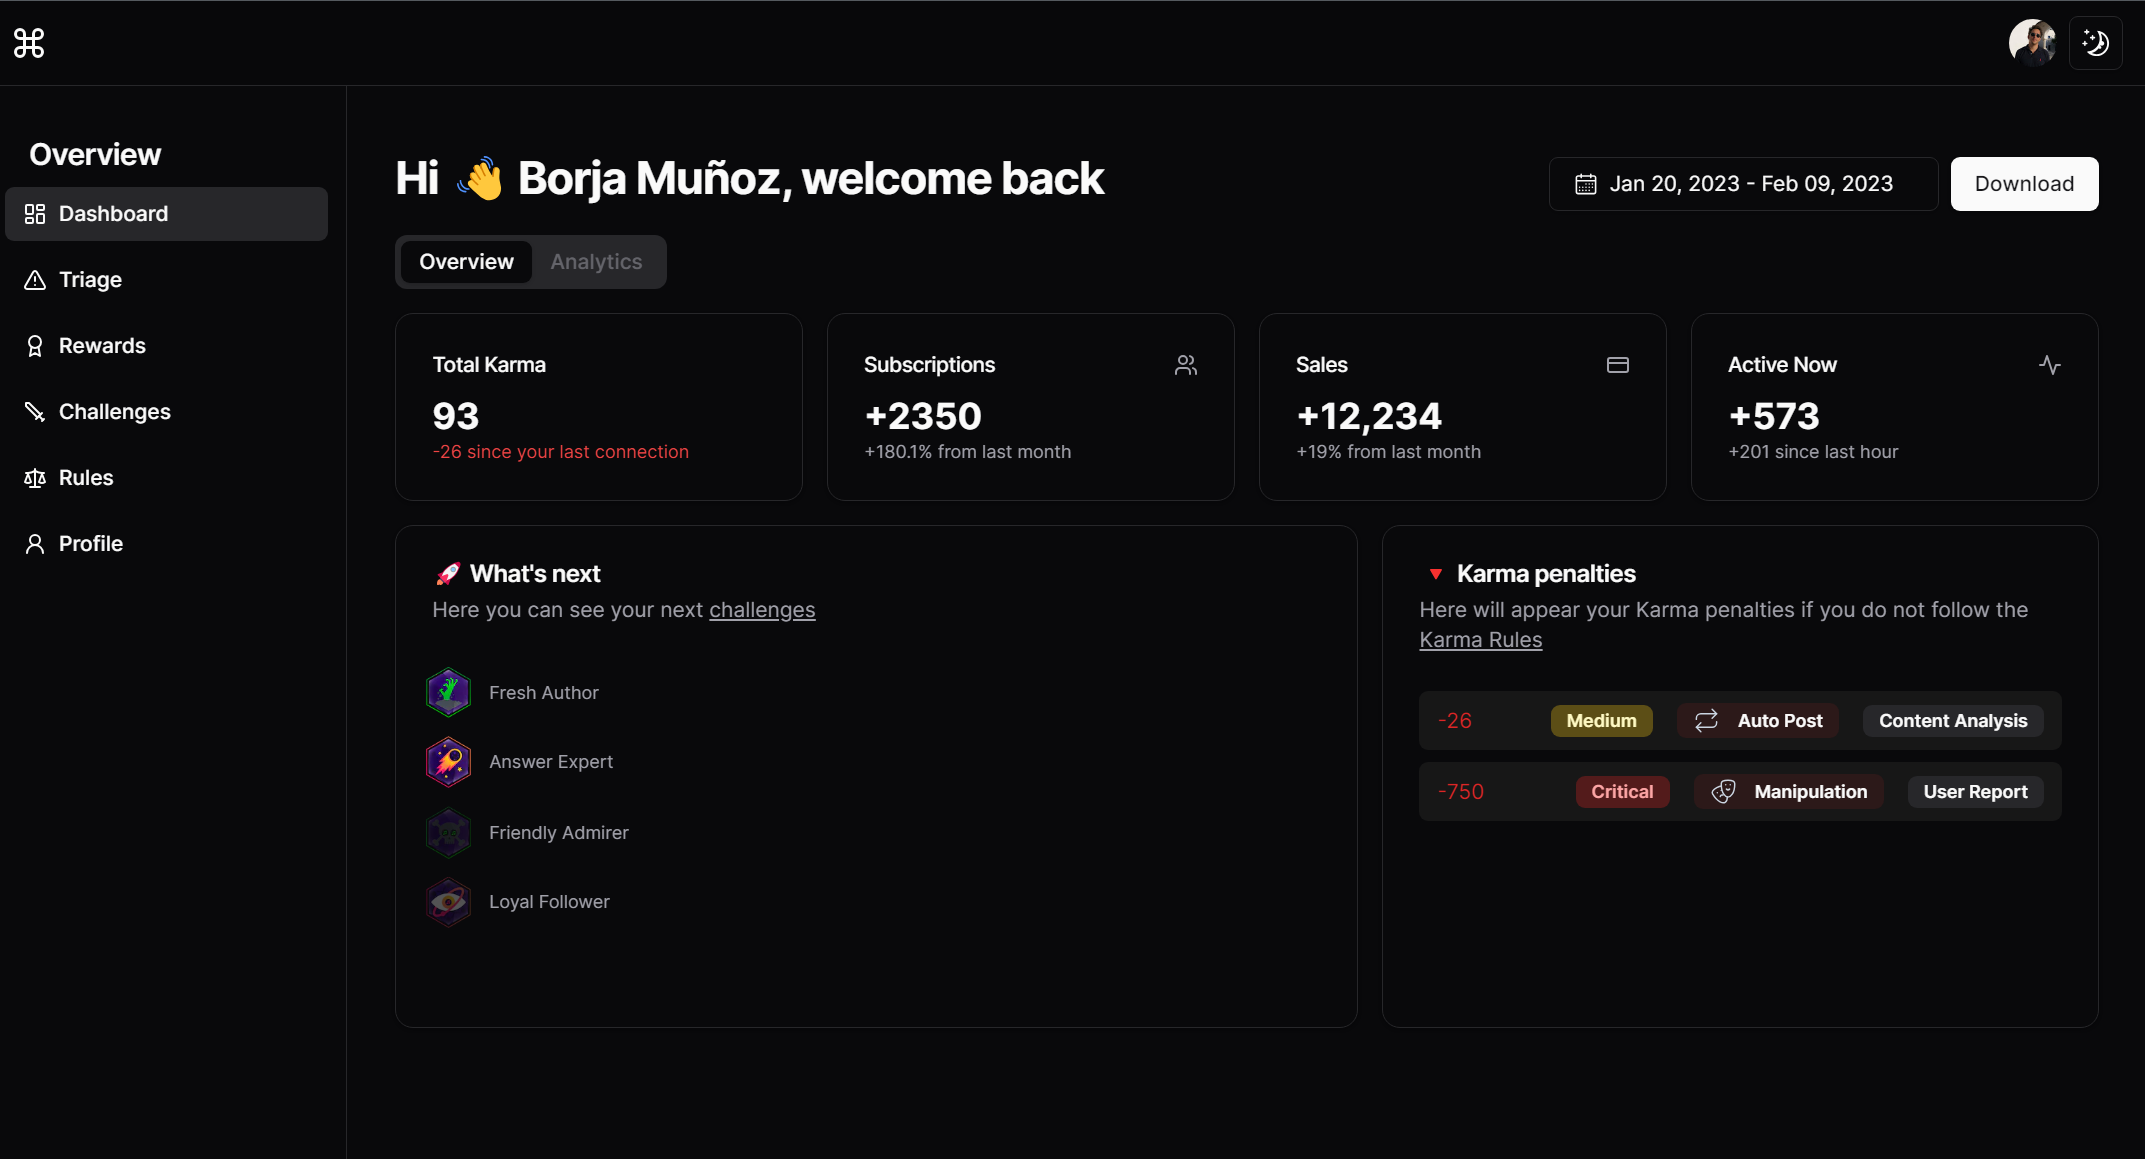 Overview
Dashboard
Triage
Rewards
Challenges
Rules
Profile
Hi 👋 Borja Muñoz, welcome back
Jan 20, 2023 - Feb 09, 2023
Download
Overview
Analytics
Total Karma
93
-26 since your last connection
Subscriptions
+2350
+180.1% from last month
Sales
+12,234
+19% from last month
Active Now
+573
+201 since last hour
🚀 What's next
Here you can see your next challenges
Fresh Author
Answer Expert
Friendly Admirer
Loyal Follower
🔻 Karma penalties
Here will appear your Karma penalties if you do not follow the
Karma Rules
-26 Medium Auto Post Content Analysis
-750 Critical Manipulation User Report